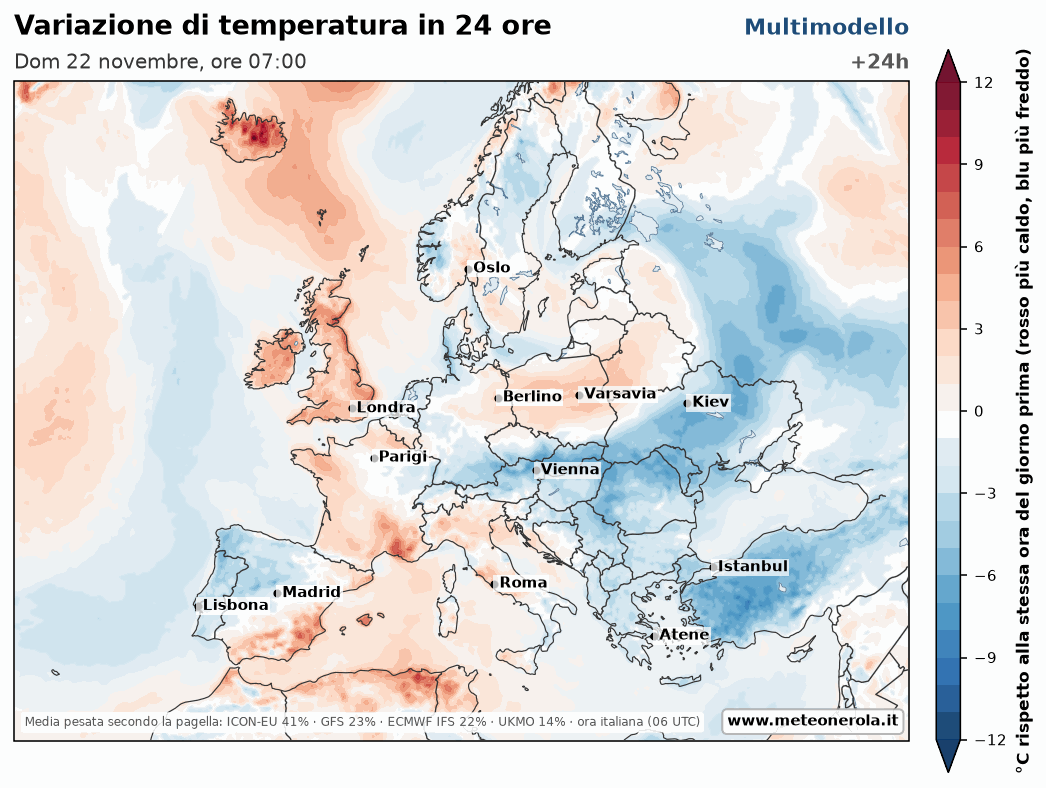 Variazione di temperatura in 24 ore
Multimodello
Dom 22 novembre, ore 07:00
+24h
12
9
6
3
0
−3
−6
−9
−12
°C rispetto alla stessa ora del giorno prima (rosso più caldo, blu più freddo)
Oslo
Londra
Berlino
Varsavia
Kiev
Parigi
Vienna
Madrid
Lisbona
Roma
Istanbul
Atene
Media pesata secondo la pagella: ICON-EU 41% · GFS 23% · ECMWF IFS 22% · UKMO 14% · ora italiana (06 UTC)
www.meteonerola.it